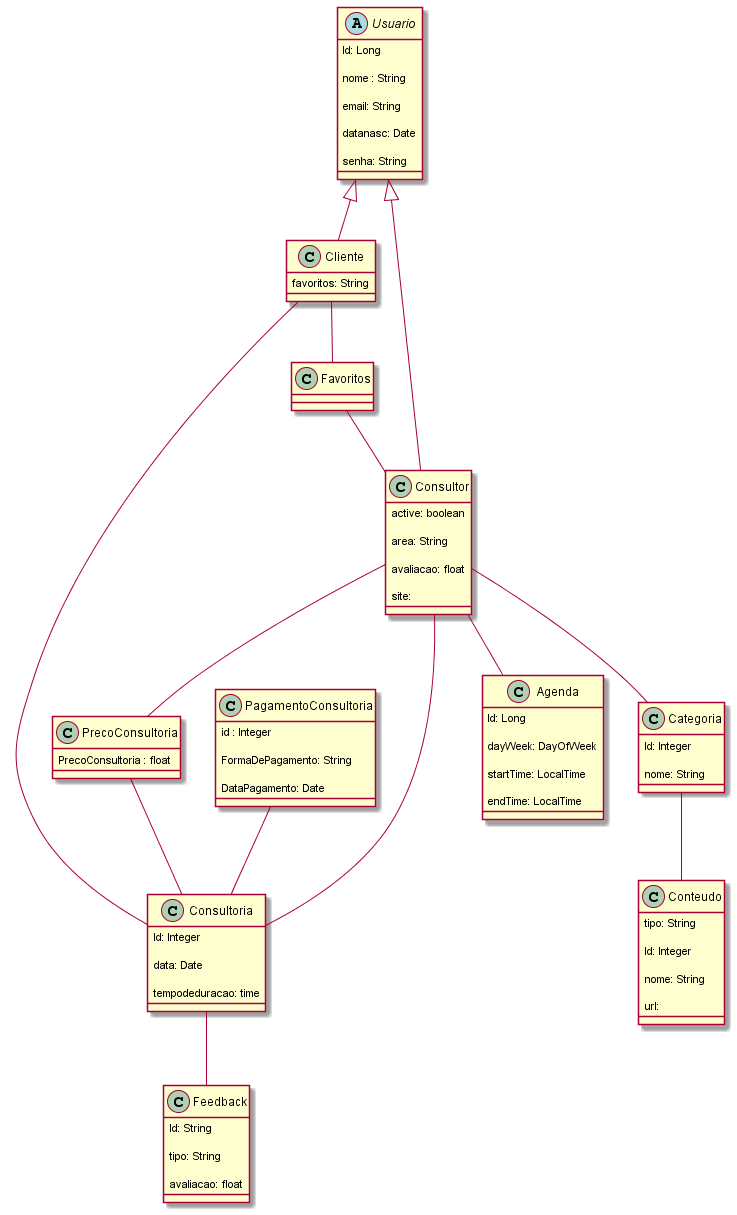 A Usuario
Id: Long
nome : String
email: String
datanasc: Date
senha: String
C Cliente
favoritos: String
C Favoritos
C Consultor
active: boolean
area: String
avaliacao: float
site:
C PrecoConsultoria
PrecoConsultoria : float
C PagamentoConsultoria
id : Integer
FormaDePagamento: String
DataPagamento: Date
C Agenda
Id: Long
dayWeek: DayOfWeek
startTime: LocalTime
endTime: LocalTime
C Categoria
Id: Integer
nome: String
C Consultoria
Id: Integer
data: Date
tempodeduracao: time
C Conteudo
tipo: String
Id: Integer
nome: String
url:
C Feedback
Id: String
tipo: String
avaliacao: float